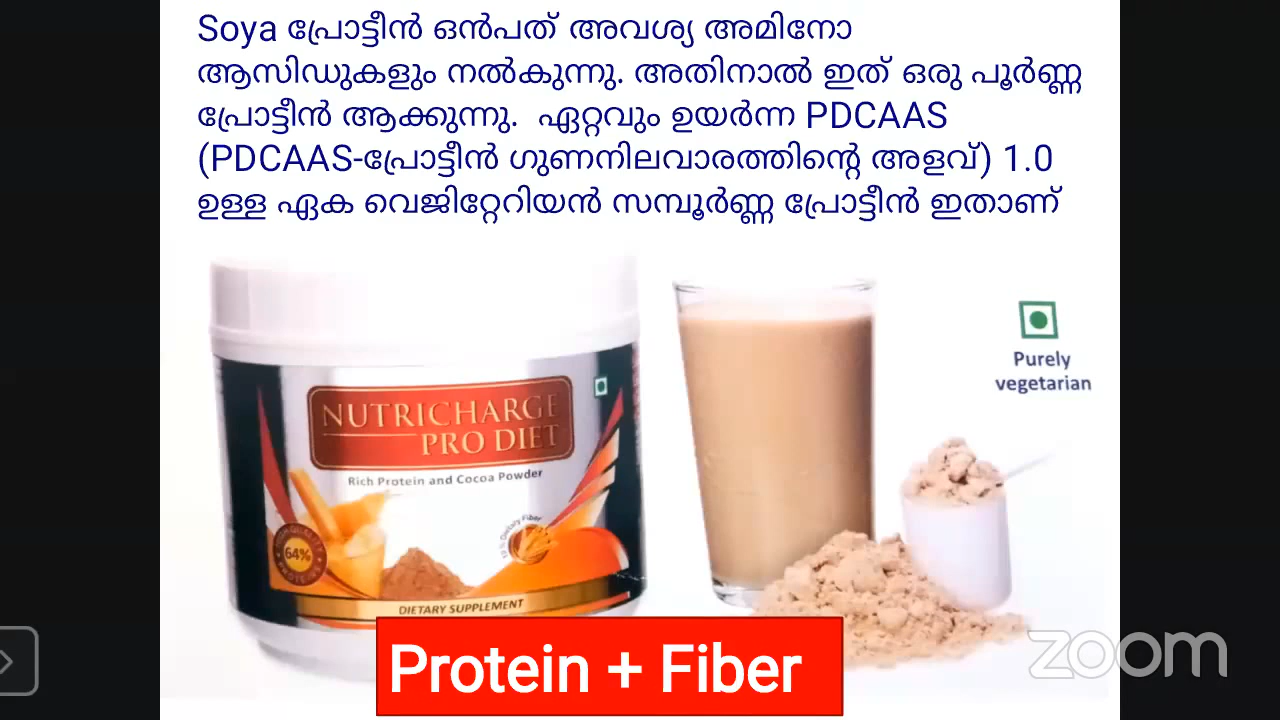 Soya പ്രോട്ടീൻ ഒൻപത് അവശ്യ അമിനോ
ആസിഡുകളും നൽകുന്നു. അതിനാൽ ഇത് ഒരു പൂർണ്ണ
പ്രോട്ടീൻ ആക്കുന്നു. ഏറ്റവും ഉയർന്ന PDCAAS
(PDCAAS-പ്രോട്ടീൻ ഗുണനിലവാരത്തിന്റെ അളവ്) 1.0
ഉള്ള ഏക വെജിറ്റേറിയൻ സമ്പൂർണ്ണ പ്രോട്ടീൻ ഇതാണ്
Purely
vegetarian
NUTRICHARGE
PRO DIET
Rich Protein and Cocoa Powder
Dietary Fiber
64%
DIETARY SUPPLEMENT
Protein + Fiber
zoom